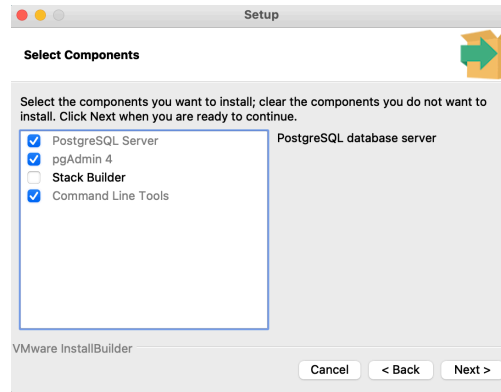 Setup
Select Components
Select the components you want to install; clear the components you do not want to
install. Click Next when you are ready to continue.
PostgreSQL Server
pgAdmin 4
Stack Builder
Command Line Tools
PostgreSQL database server
VMware InstallBuilder
Cancel
< Back
Next >